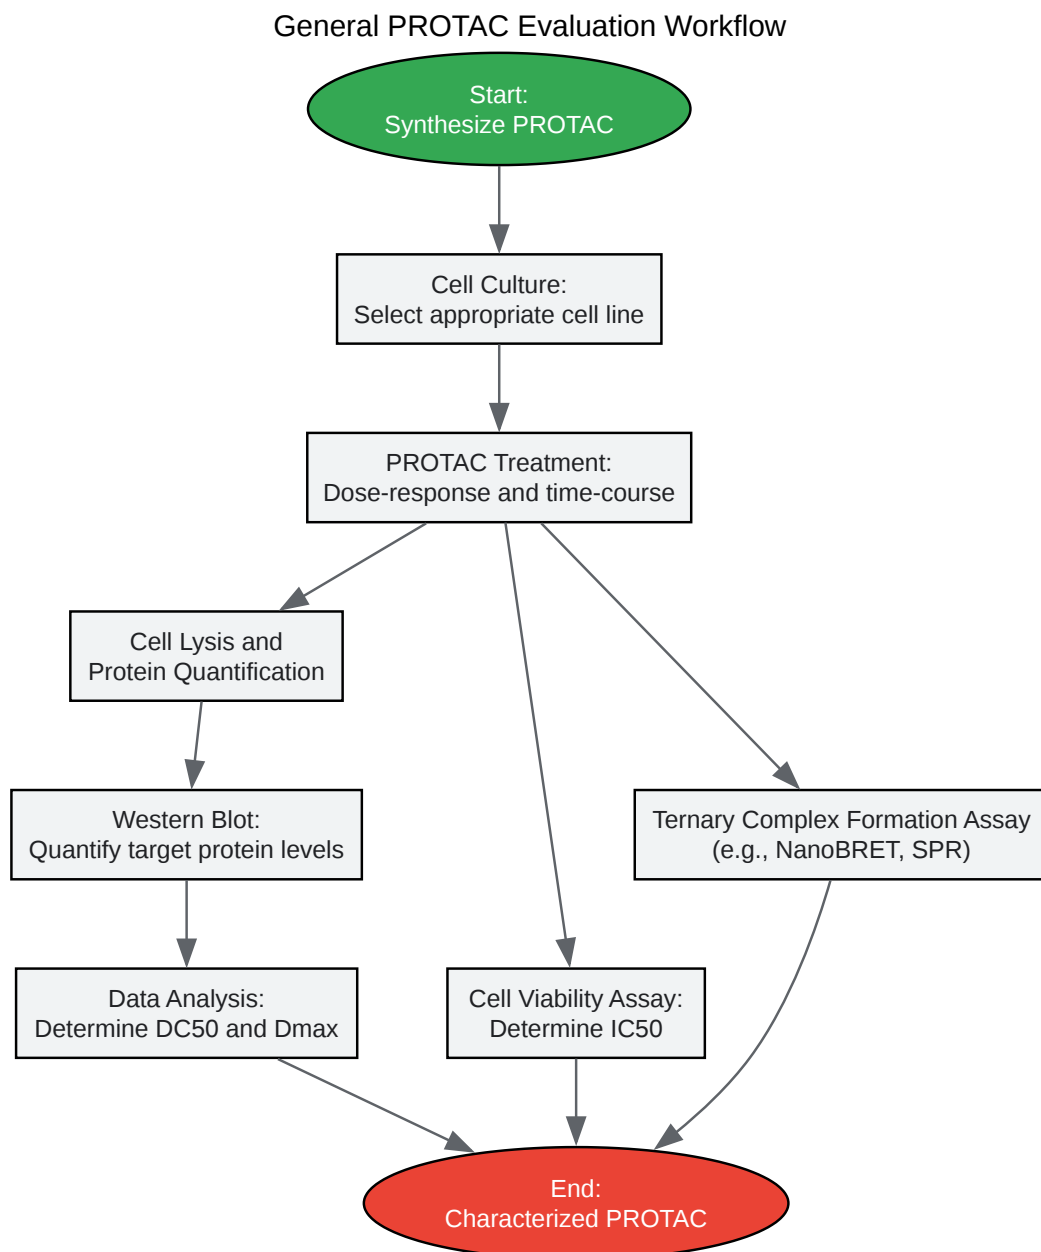 General PROTAC Evaluation Workflow
Start:
Synthesize PROTAC
Cell Culture:
Select appropriate cell line
PROTAC Treatment:
Dose-response and time-course
Cell Lysis and
Protein Quantification
Western Blot:
Quantify target protein levels
Ternary Complex Formation Assay
(e.g., NanoBRET, SPR)
Data Analysis:
Determine DC50 and Dmax
Cell Viability Assay:
Determine IC50
End:
Characterized PROTAC